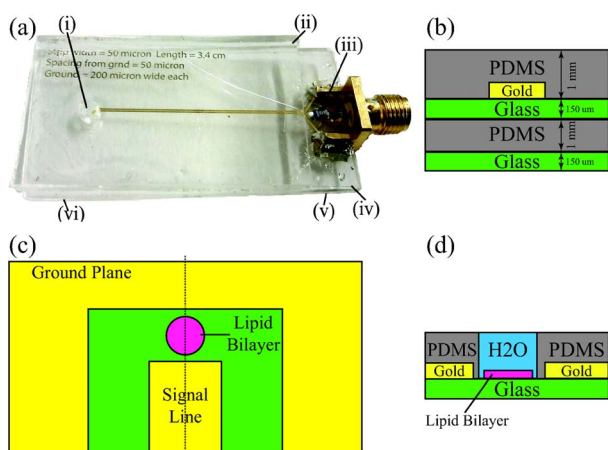 (a)
(i)
(ii)
(iii)
width = 50 micron Length = 3.4 cm
Spacing from grnd = 50 micron
Ground = 200 micron wide each
(vi)
(v)
(iv)
(b)
PDMS
1 mm
Gold
Glass
150 um
PDMS
1 mm
Glass
150 um
(c)
Ground Plane
Lipid
Bilayer
Signal
Line
(d)
PDMS
H2O
PDMS
Gold
Gold
Glass
Lipid Bilayer